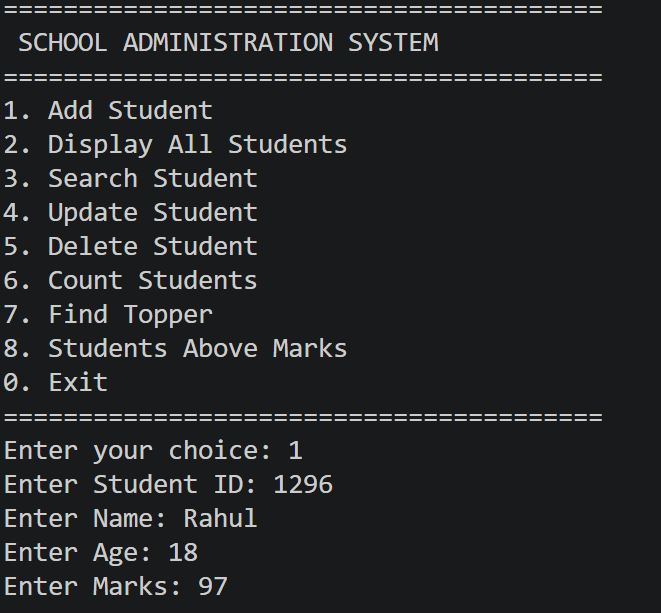 ========================================
 SCHOOL ADMINISTRATION SYSTEM
========================================
1. Add Student
2. Display All Students
3. Search Student
4. Update Student
5. Delete Student
6. Count Students
7. Find Topper
8. Students Above Marks
0. Exit
========================================
Enter your choice: 1
Enter Student ID: 1296
Enter Name: Rahul
Enter Age: 18
Enter Marks: 97